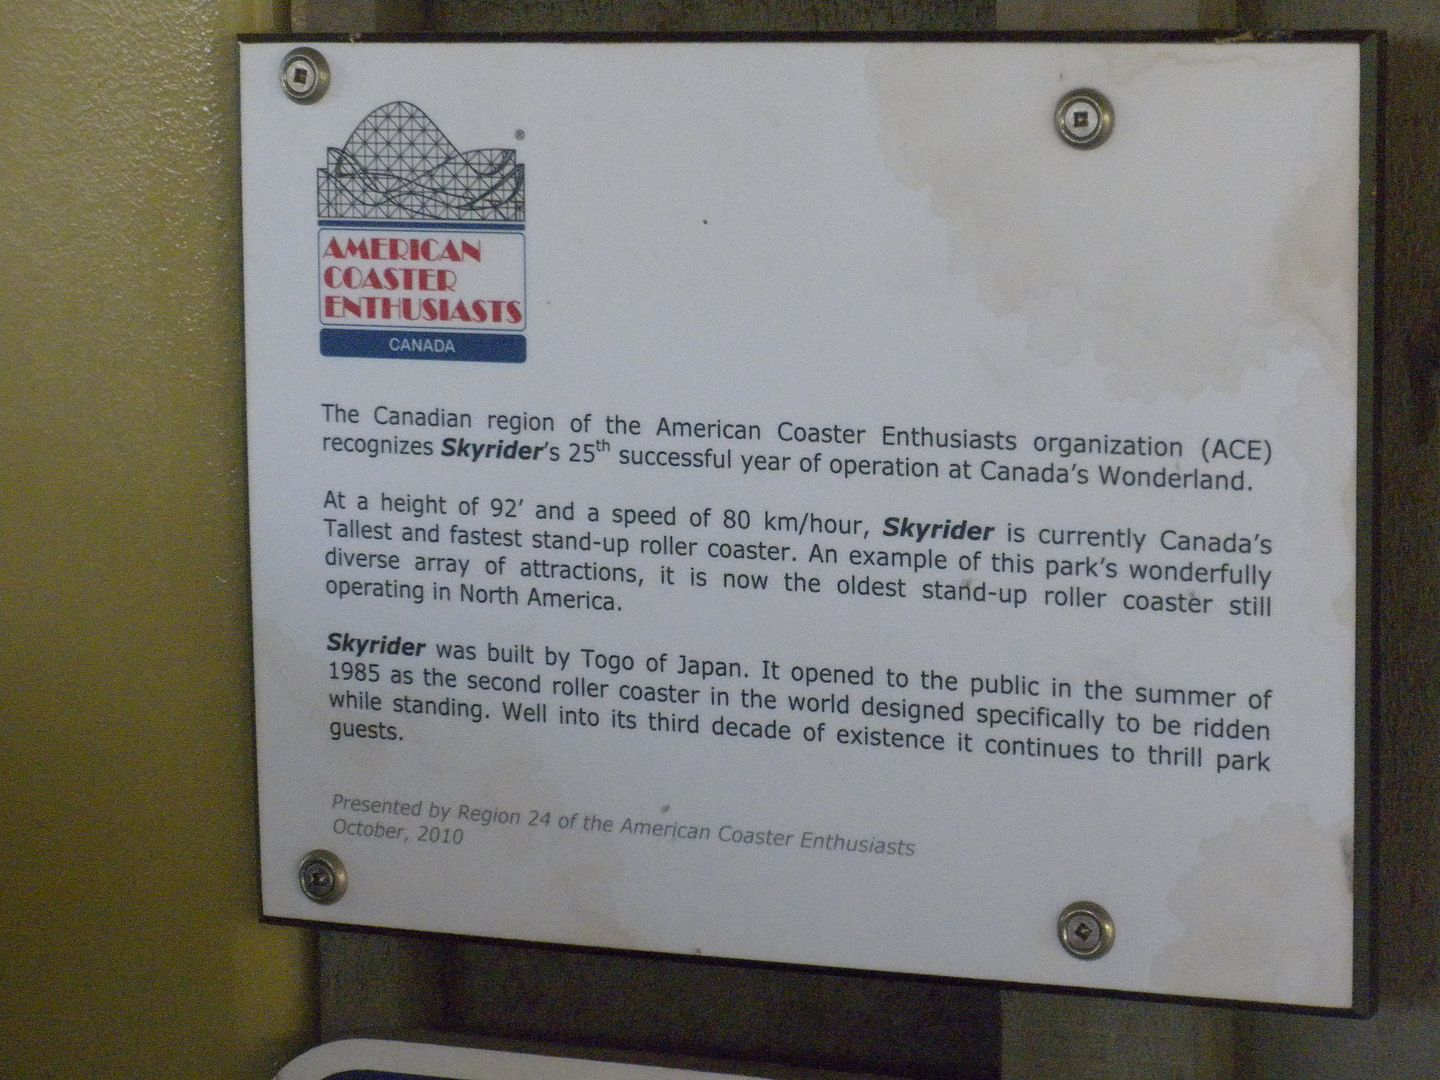 ®
AMERICAN
COASTER
ENTHUSIASTS
CANADA
The Canadian region of the American Coaster Enthusiasts organization (ACE)
recognizes Skyrider's 25th successful year of operation at Canada's Wonderland.
At a height of 92' and a speed of 80 km/hour, Skyrider is currently Canada's
Tallest and fastest stand-up roller coaster. An example of this park's wonderfully
diverse array of attractions, it is now the oldest stand-up roller coaster still
operating in North America.
Skyrider was built by Togo of Japan. It opened to the public in the summer of
1985 as the second roller coaster in the world designed specifically to be ridden
while standing. Well into its third decade of existence it continues to thrill park
guests.
Presented by Region 24 of the American Coaster Enthusiasts
October, 2010